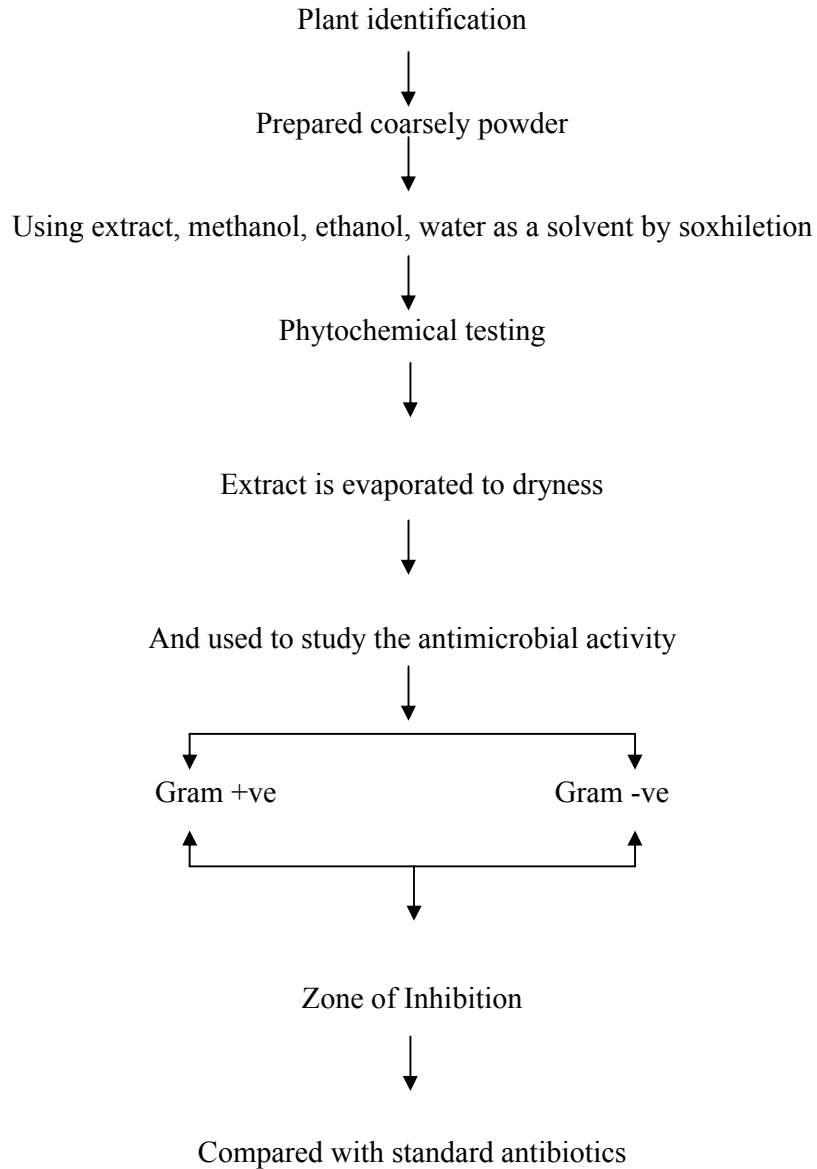 Plant identification
Prepared coarsely powder
Using extract, methanol, ethanol, water as a solvent by soxhiletion
Phytochemical testing
Extract is evaporated to dryness
And used to study the antimicrobial activity
Gram +ve Gram -ve
Zone of Inhibition
Compared with standard antibiotics